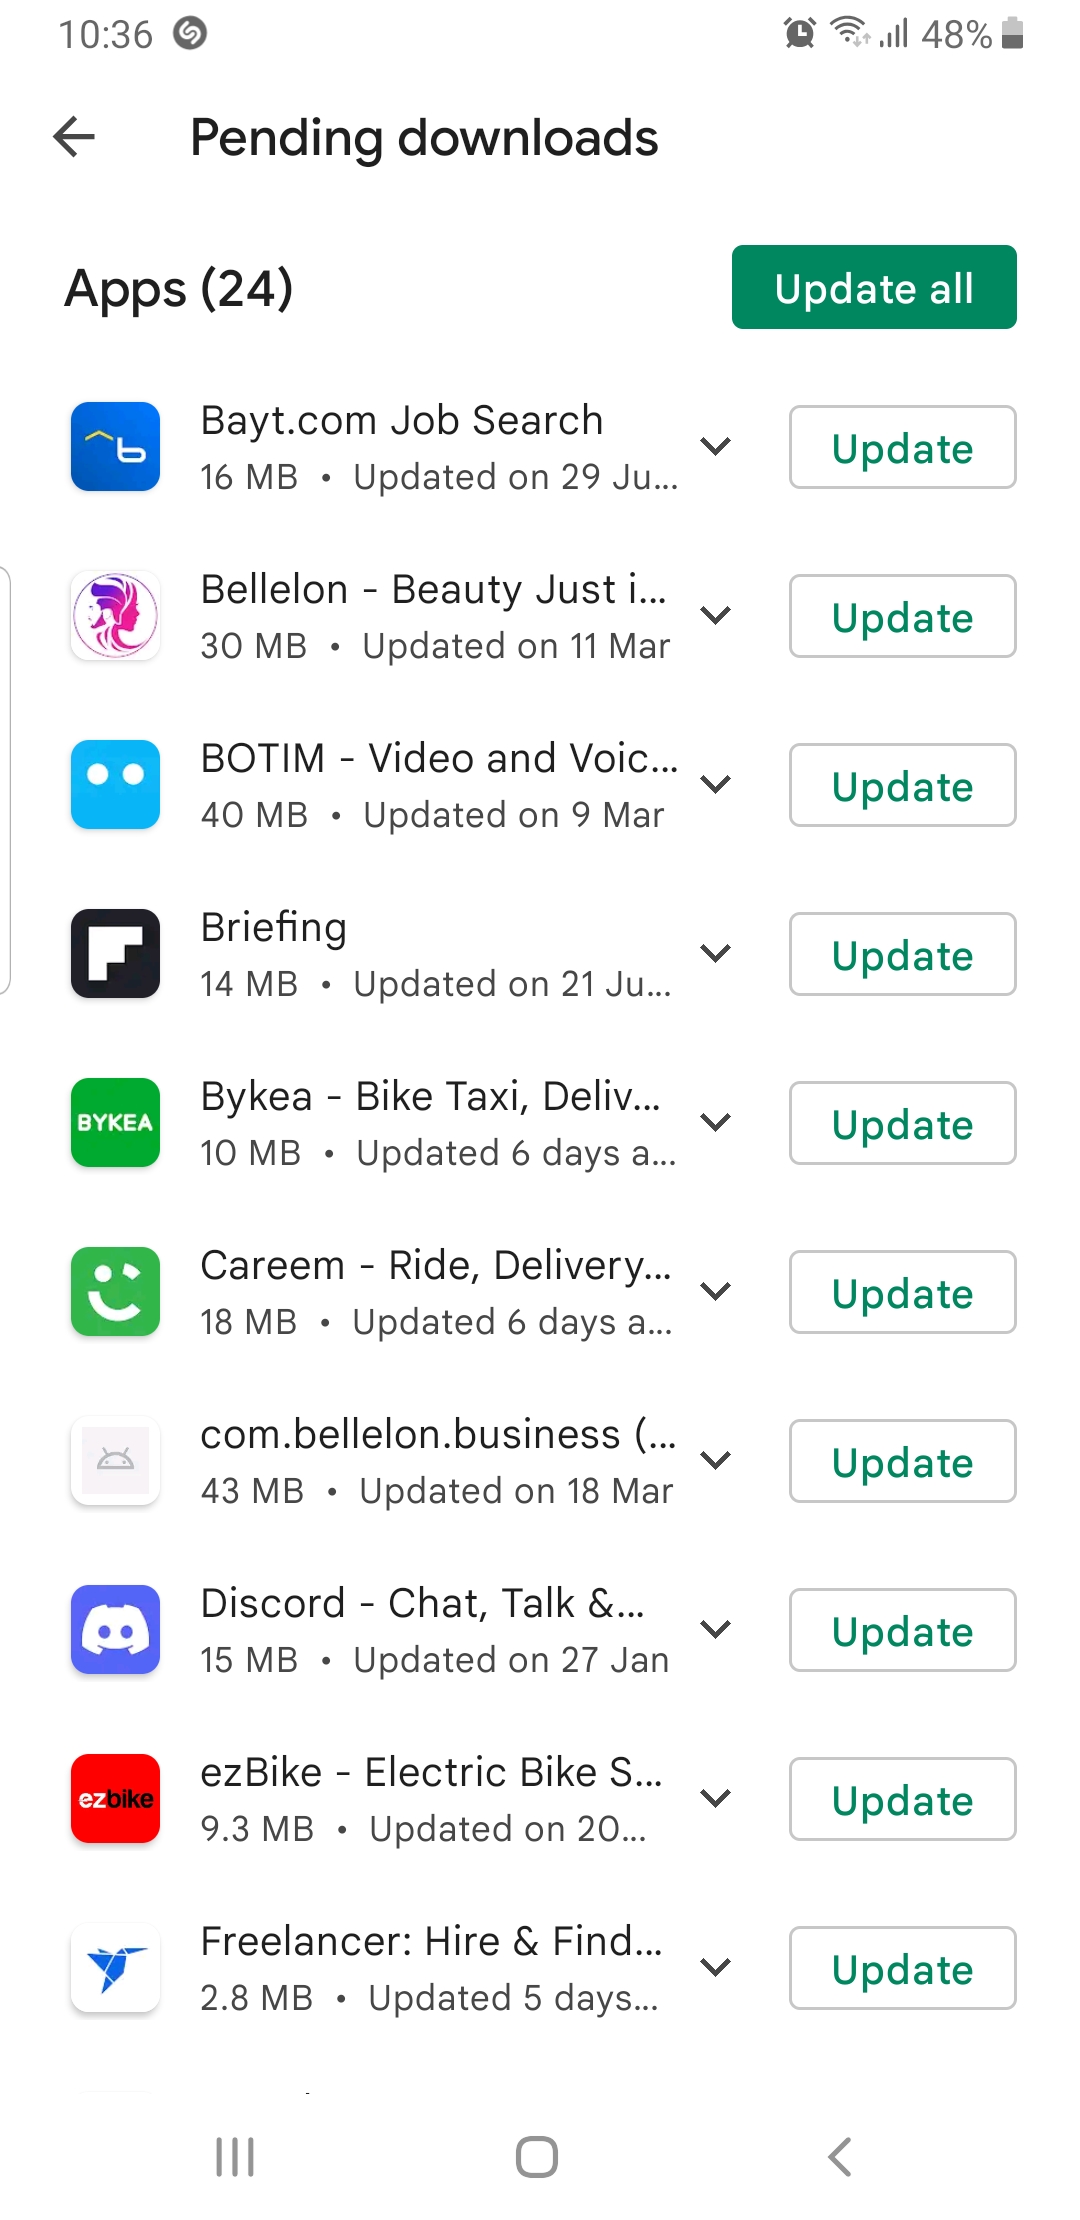 10:36
48%
Pending downloads
Apps (24)
Update all
Bayt.com Job Search
16 MB • Updated on 29 Ju...
Update
Bellelon - Beauty Just i...
30 MB • Updated on 11 Mar
Update
BOTIM - Video and Voic...
40 MB • Updated on 9 Mar
Update
Briefing
14 MB • Updated on 21 Ju...
Update
BYKEA
Bykea - Bike Taxi, Deliv...
10 MB • Updated 6 days a...
Update
Careem - Ride, Delivery...
18 MB • Updated 6 days a...
Update
com.bellelon.business (...
43 MB • Updated on 18 Mar
Update
Discord - Chat, Talk &...
15 MB • Updated on 27 Jan
Update
ezbike
ezBike - Electric Bike S...
9.3 MB • Updated on 20...
Update
Freelancer: Hire & Find...
2.8 MB • Updated 5 days...
Update